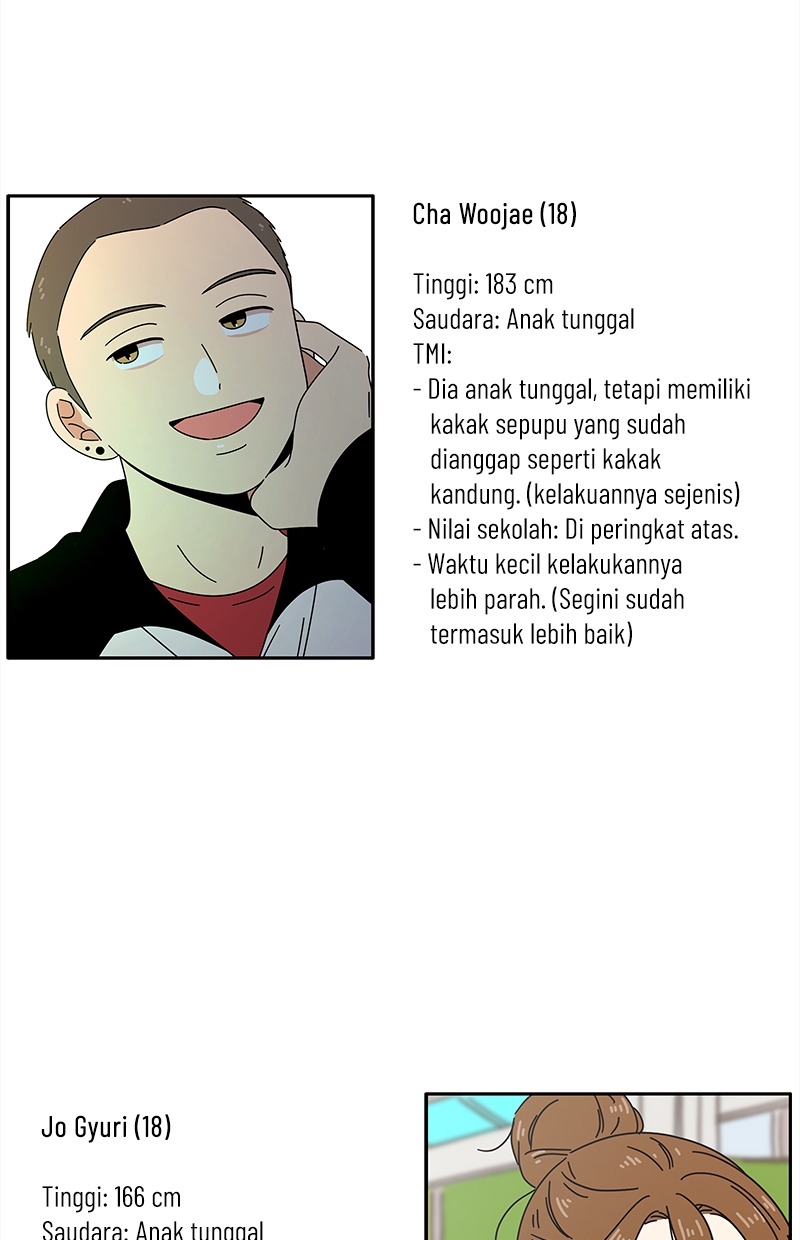 Cha Woojae (18)
Tinggi: 183 cm
Saudara: Anak tunggal
TMI:
- Dia anak tunggal, tetapi memiliki
kakak sepupu yang sudah
dianggap seperti kakak
kandung. (kelakuannya sejenis)
- Nilai sekolah: Di peringkat atas.
- Waktu kecil kelakukannya
lebih parah. (Segini sudah
termasuk lebih baik)
Jo Gyuri (18)
Tinggi: 166 cm
Saudara: Anak tunggal